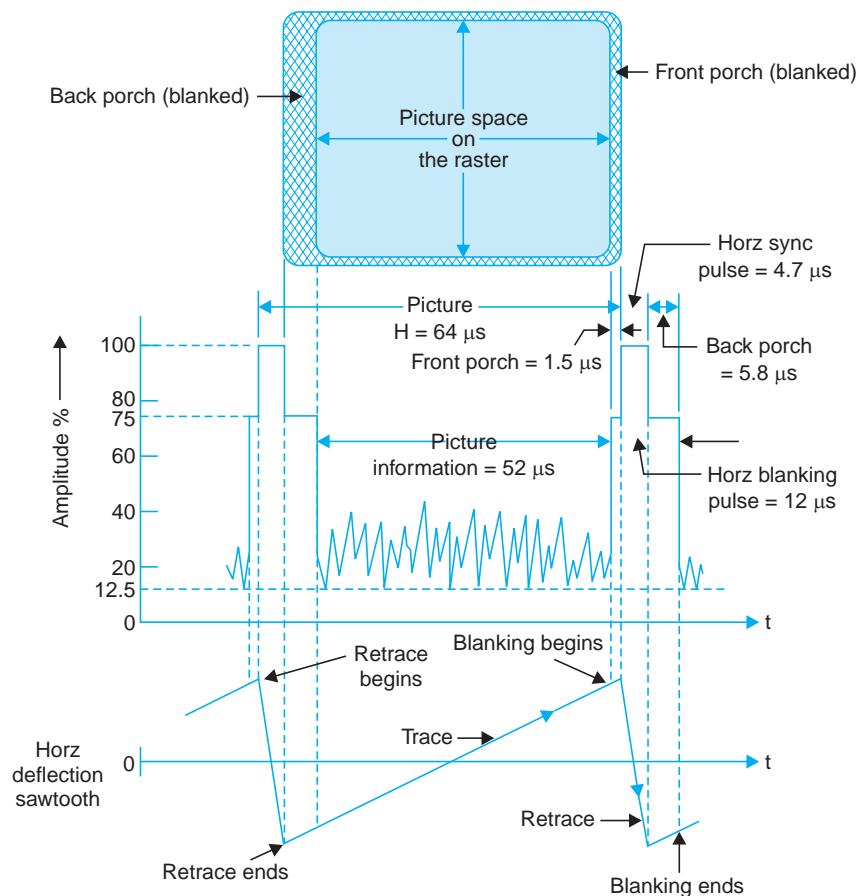 Back porch (blanked)
Front porch (blanked)
Picture space
on
the raster
Horz sync
pulse = 4.7 μs
Picture
H = 64 μs
Front porch = 1.5 μs
Back porch
= 5.8 μs
Amplitude %
100
80
75
60
40
20
12.5
0
Picture
information = 52 μs
Horz blanking
pulse = 12 μs
t
Retrace
begins
Blanking begins
Trace
Horz
deflection
sawtooth
0
t
Retrace
Retrace ends
Blanking ends